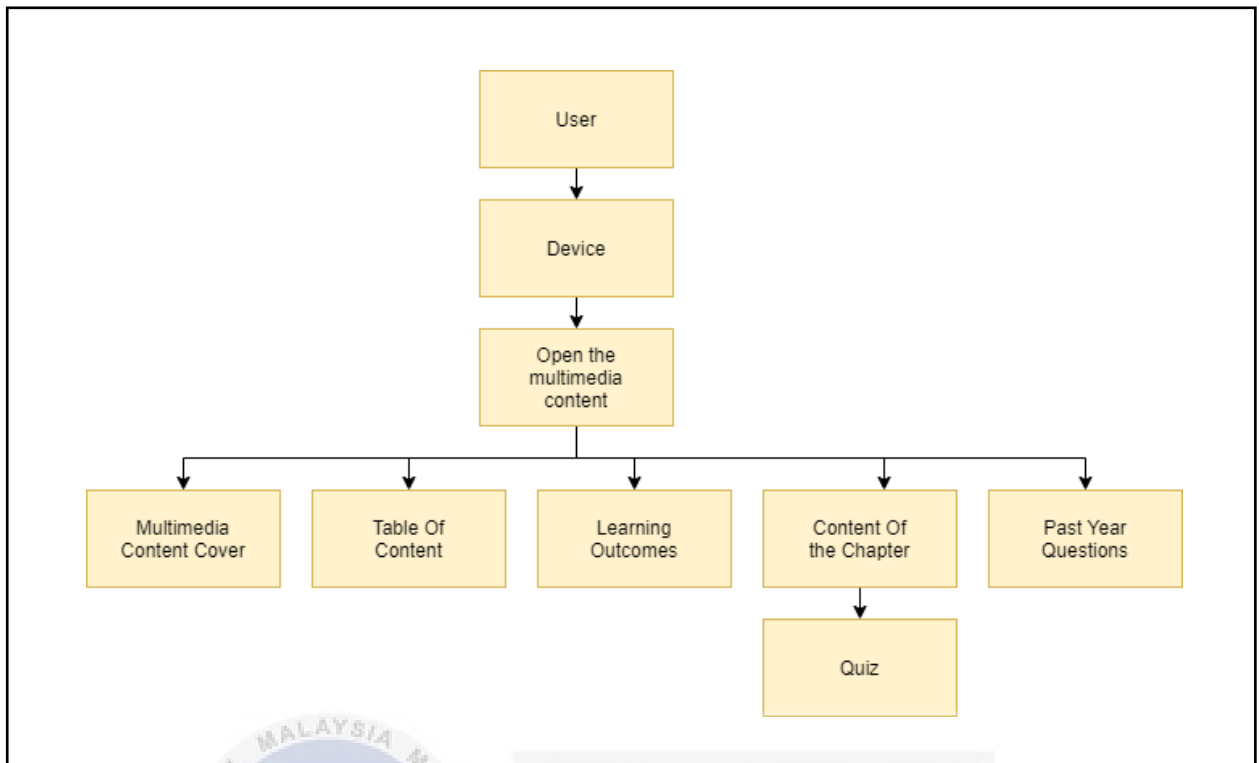 User
Device
Open the
multimedia
content
Multimedia
Content Cover
Table Of
Content
Learning
Outcomes
Content Of
the Chapter
Past Year
Questions
Quiz
MALAYSIA